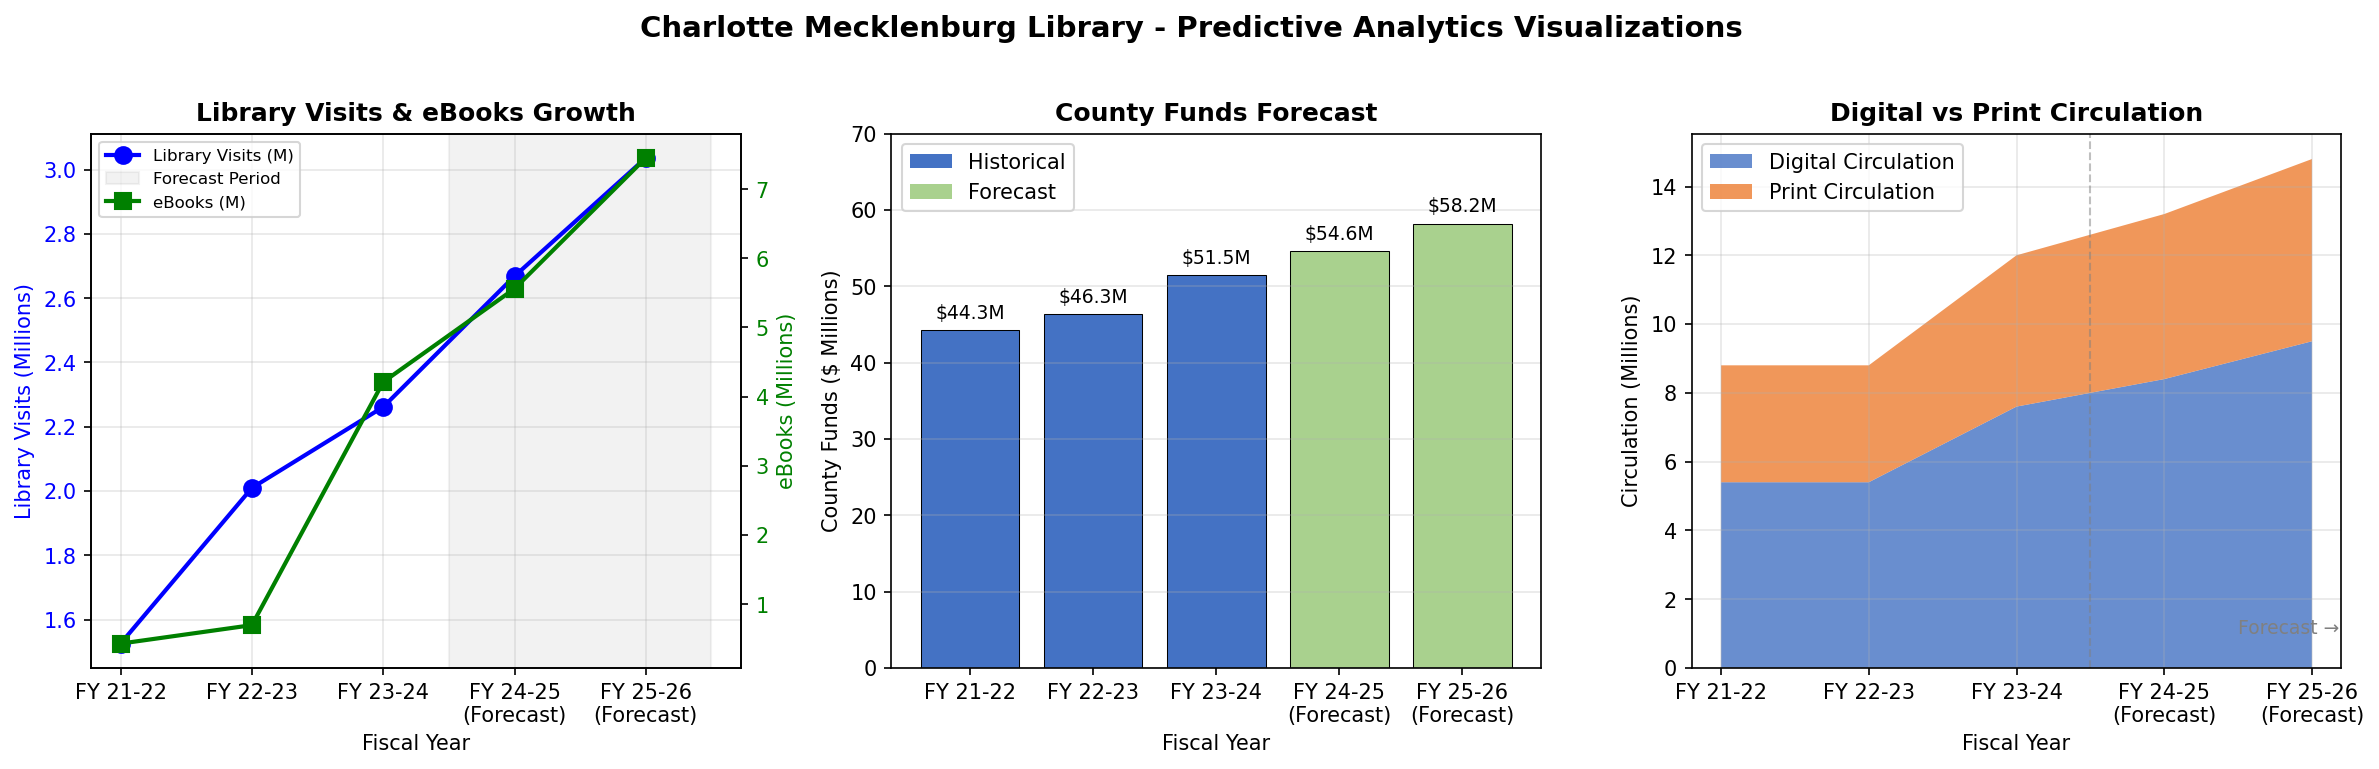 Charlotte Mecklenburg Library - Predictive Analytics Visualizations
Library Visits & eBooks Growth
Library Visits (M)
Forecast Period
eBooks (M)
Library Visits (Millions)
3.0
2.8
2.6
2.4
2.2
2.0
1.8
1.6
7
6
5
4
3
2
1
eBooks (Millions)
FY 21-22
FY 22-23
FY 23-24
FY 24-25
(Forecast)
FY 25-26
(Forecast)
Fiscal Year
County Funds Forecast
Historical
Forecast
County Funds ($ Millions)
70
60
50
40
30
20
10
0
$44.3M
$46.3M
$51.5M
$54.6M
$58.2M
FY 21-22
FY 22-23
FY 23-24
FY 24-25
(Forecast)
FY 25-26
(Forecast)
Fiscal Year
Digital vs Print Circulation
Digital Circulation
Print Circulation
Circulation (Millions)
14
12
10
8
6
4
2
0
Forecast →
FY 21-22
FY 22-23
FY 23-24
FY 24-25
(Forecast)
FY 25-26
(Forecast)
Fiscal Year